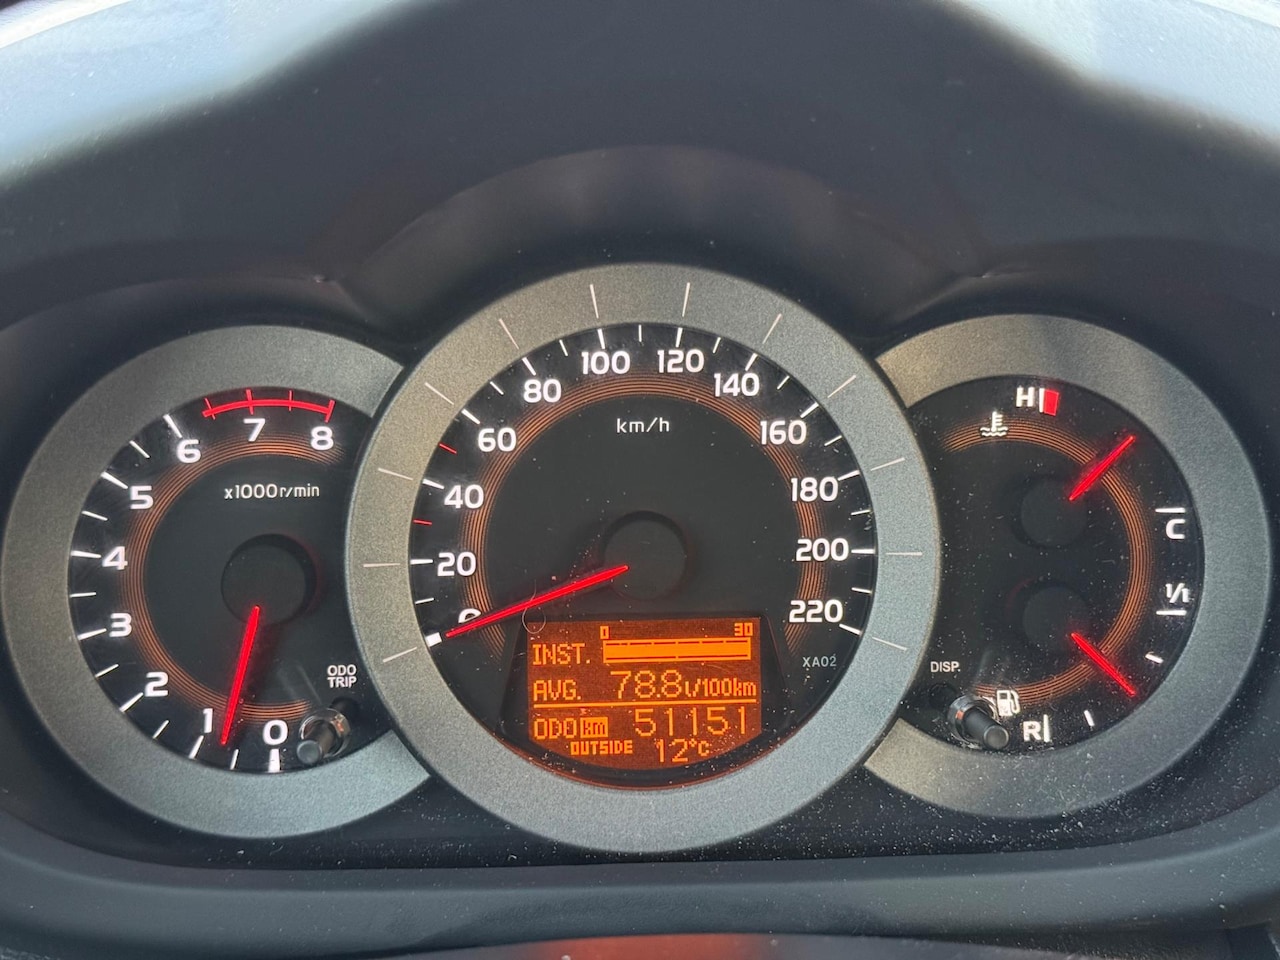 0
1
2
3
4
5
6
7
8
x1000r/min
ODO
TRIP
0
20
40
60
80
100
120
140
160
180
200
220
km/h
XA02
0 30
INST.
AVG. 78.8 L/100km
ODO km 51151
OUTSIDE 12°C
H
C
1/1
R
DISP.